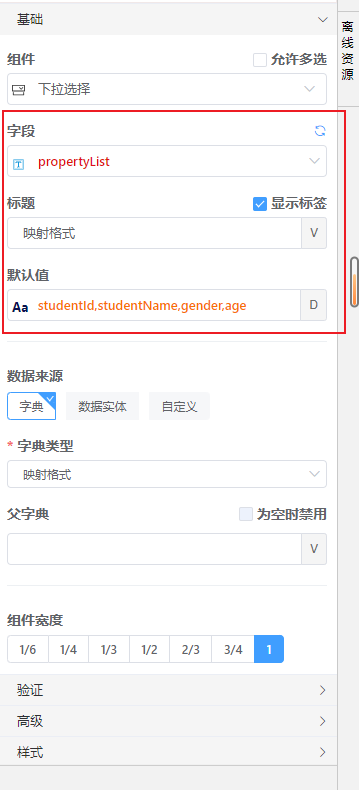 基础
组件
允许多选
下拉选择
字段
T
propertyList
标题
显示标签
映射格式
V
默认值
Aa
studentId,studentName,gender,age
D
数据来源
字典
数据实体
自定义
* 字典类型
映射格式
父字典
为空时禁用
V
组件宽度
1/6
1/4
1/3
1/2
2/3
3/4
1
验证
高级
样式
离线资源